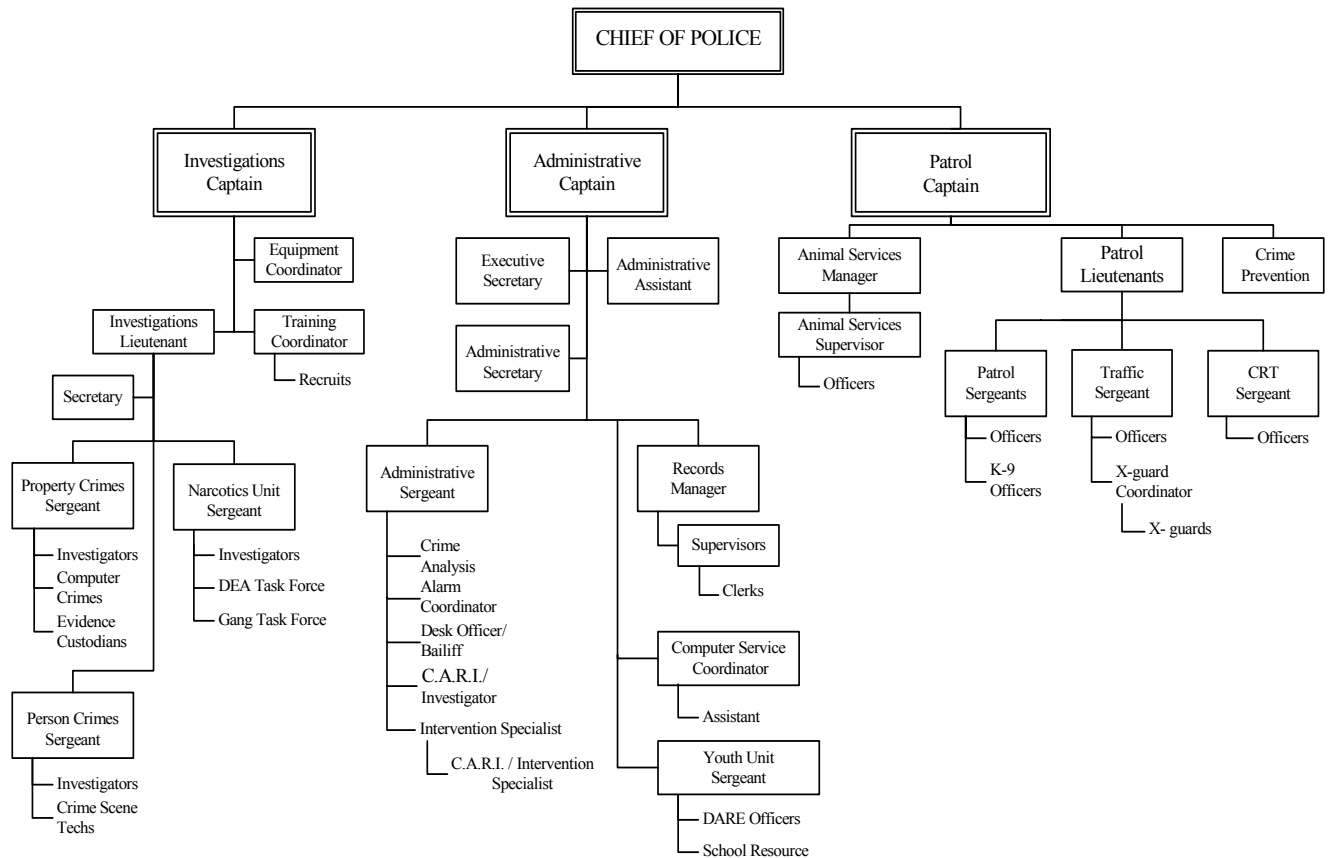 CHIEF OF POLICE
Investigations
Captain
Administrative
Captain
Patrol
Captain
Equipment
Coordinator
Investigations
Lieutenant
Training
Coordinator
Recruits
Secretary
Property Crimes
Sergeant
Investigators
Computer
Crimes
Evidence
Custodians
Narcotics Unit
Sergeant
Investigators
DEA Task Force
Gang Task Force
Person Crimes
Sergeant
Investigators
Crime Scene
Techs
Executive
Secretary
Administrative
Assistant
Administrative
Secretary
Administrative
Sergeant
Crime
Analysis
Alarm
Coordinator
Desk Officer/
Bailiff
C.A.R.I./
Investigator
Intervention Specialist
C.A.R.I. / Intervention
Specialist
Records
Manager
Supervisors
Clerks
Computer Service
Coordinator
Assistant
Youth Unit
Sergeant
DARE Officers
School Resource
Animal Services
Manager
Animal Services
Supervisor
Officers
Patrol
Lieutenants
Crime
Prevention
Patrol
Sergeants
Officers
K-9
Officers
Traffic
Sergeant
Officers
X-guard
Coordinator
X- guards
CRT
Sergeant
Officers